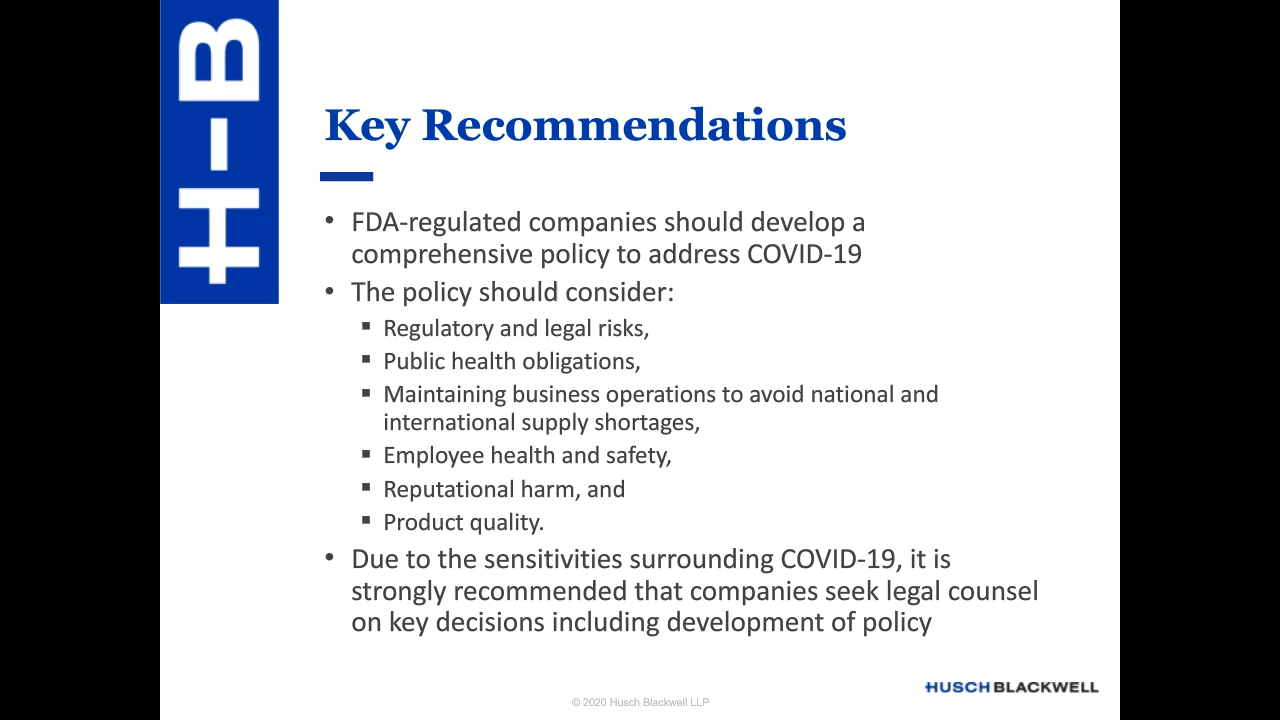 H-B
Key Recommendations
• FDA-regulated companies should develop a
comprehensive policy to address COVID-19
• The policy should consider:
▪ Regulatory and legal risks,
▪ Public health obligations,
▪ Maintaining business operations to avoid national and
international supply shortages,
▪ Employee health and safety,
▪ Reputational harm, and
▪ Product quality.
• Due to the sensitivities surrounding COVID-19, it is
strongly recommended that companies seek legal counsel
on key decisions including development of policy
HUSCH BLACKWELL
© 2020 Husch Blackwell LLP